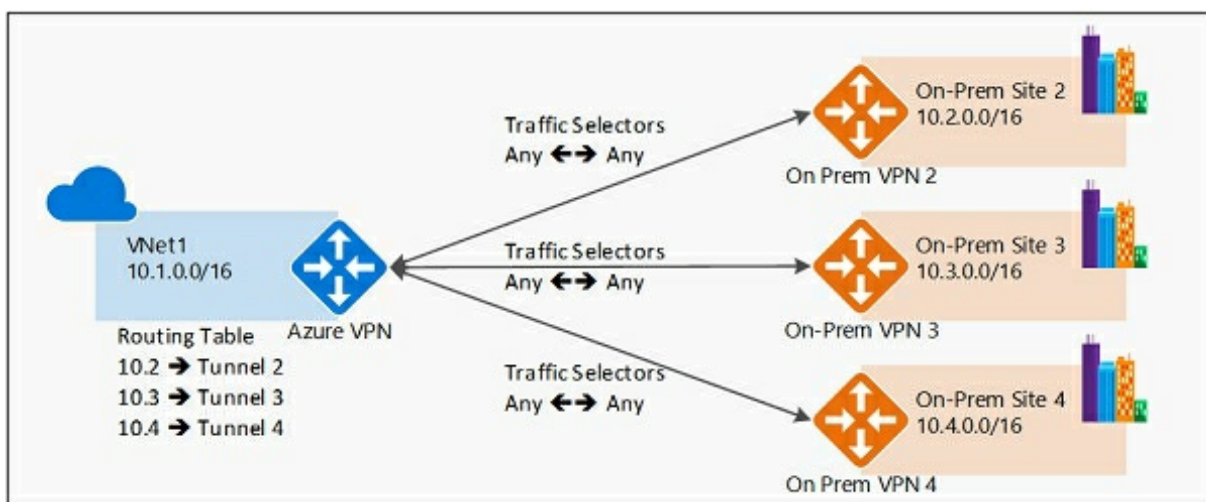 VNet1
10.1.0.0/16
Azure VPN
Routing Table
10.2 ➔ Tunnel 2
10.3 ➔ Tunnel 3
10.4 ➔ Tunnel 4
Traffic Selectors
Any 🡰🡲 Any
On-Prem Site 2
10.2.0.0/16
On Prem VPN 2
Traffic Selectors
Any 🡰🡲 Any
On-Prem Site 3
10.3.0.0/16
On-Prem VPN 3
Traffic Selectors
Any 🡰🡲 Any
On-Prem Site 4
10.4.0.0/16
On Prem VPN 4